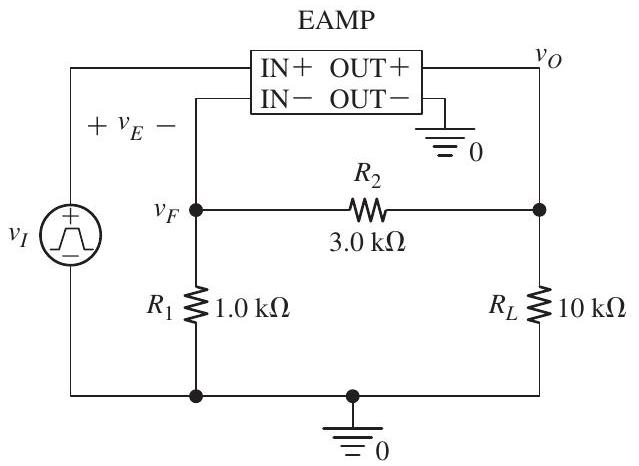 EAMP
IN+ OUT+
IN− OUT−
v_O
+ v_E −
0
R_2
v_F
3.0 kΩ
v_I
+
−
R_1 1.0 kΩ
R_L 10 kΩ
0